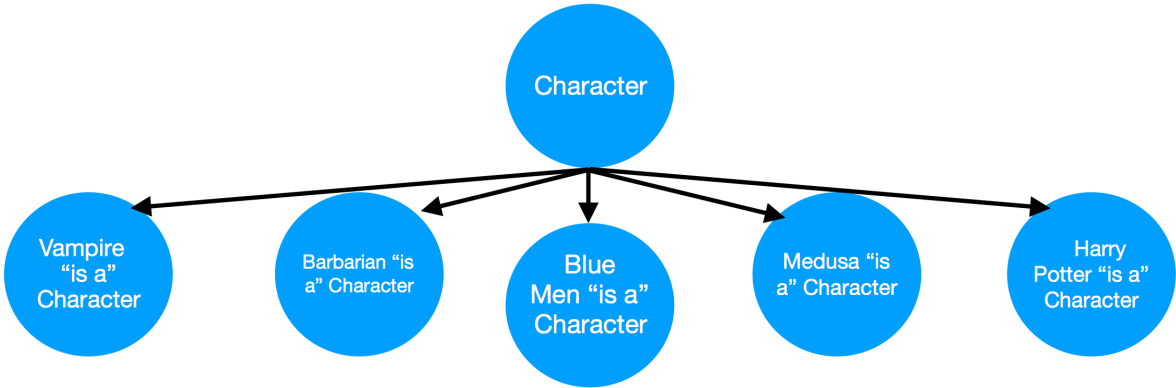 Character
Vampire
“is a”
Character
Barbarian “is
a” Character
Blue
Men “is a”
Character
Medusa “is
a” Character
Harry
Potter “is a”
Character